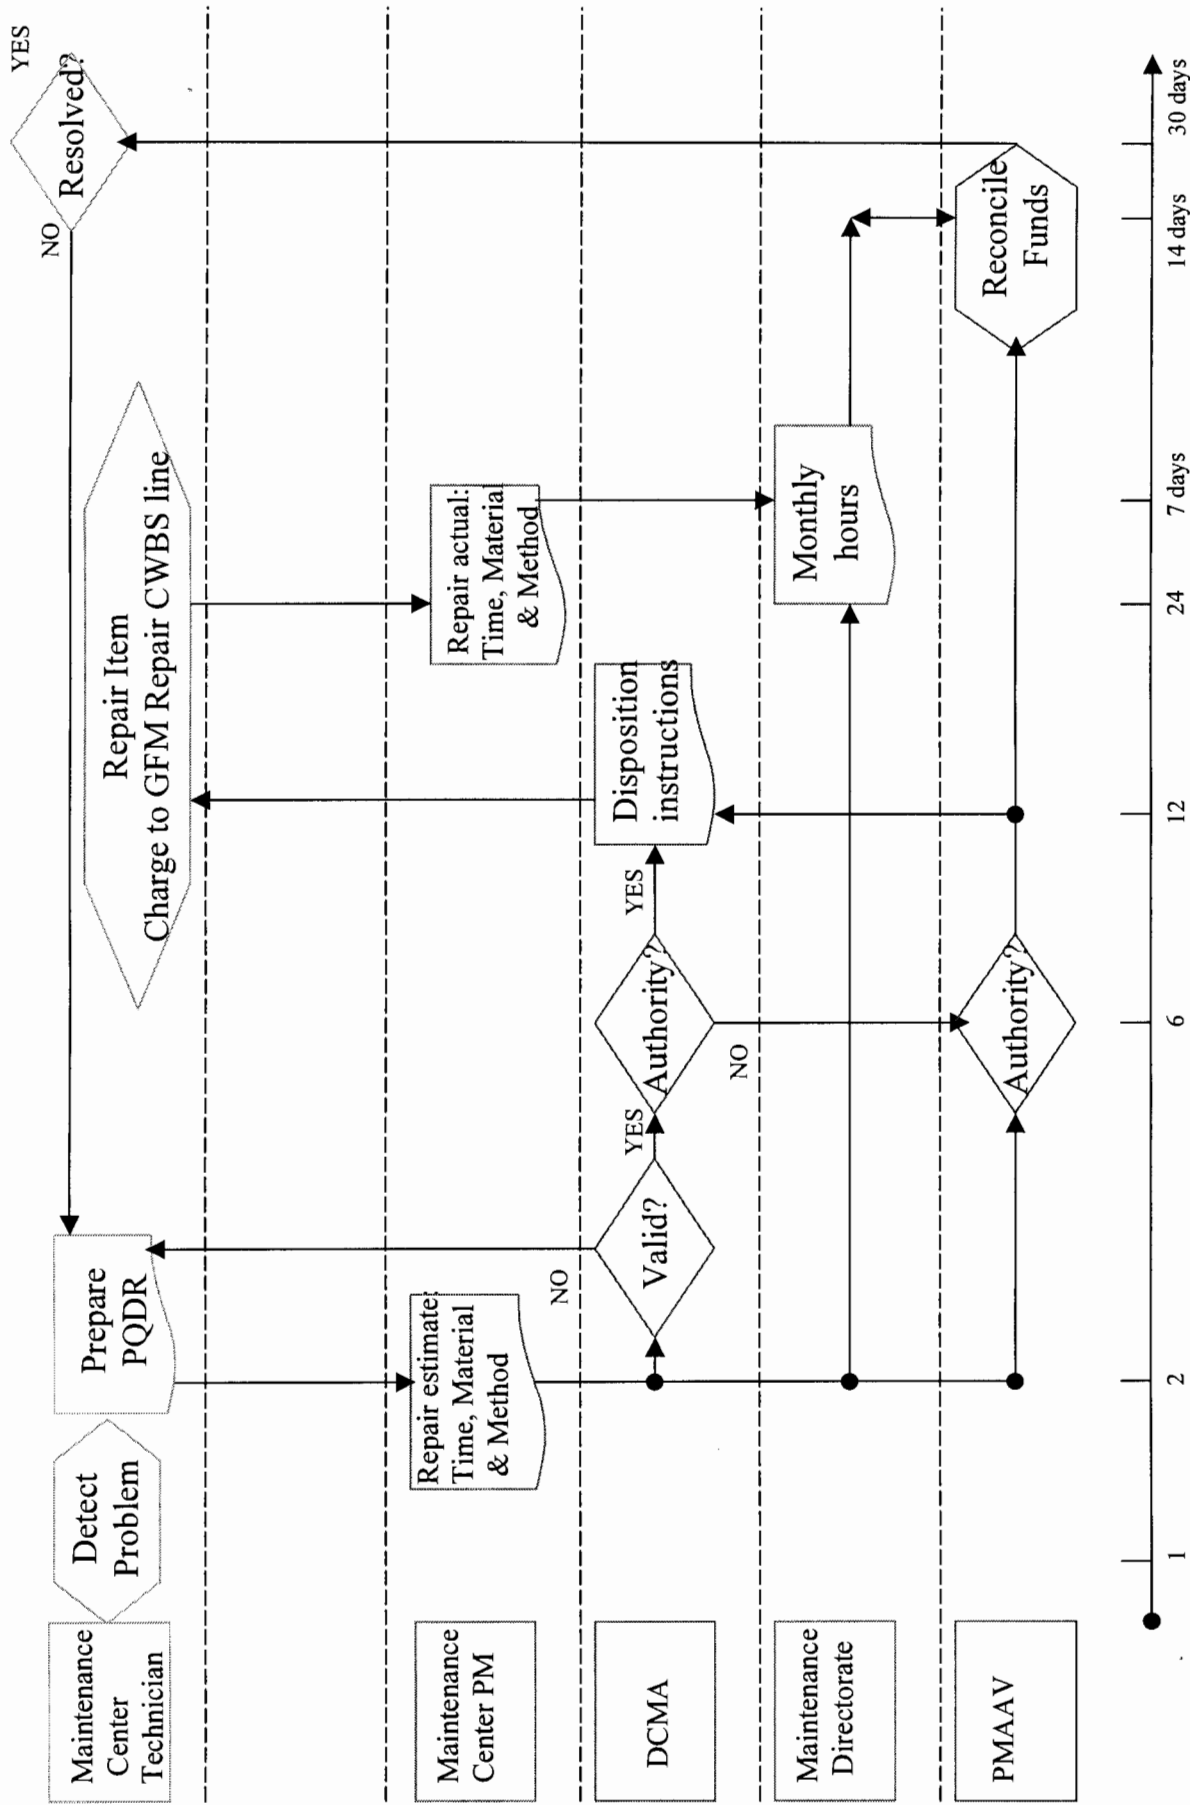 Maintenance
Center
Technician
Detect
Problem
Prepare
PQDR
Repair Item
Charge to GFM Repair CWBS line
NO
Resolved?
YES
Maintenance
Center PM
Repair estimate:
Time, Material
& Method
Repair actual:
Time, Material
& Method
DCMA
NO
Valid?
YES
Authority?
YES
NO
Disposition
instructions
Maintenance
Directorate
Monthly
hours
PMAAV
Authority?
Reconcile
Funds
1
2
6
12
24
7 days
14 days
30 days